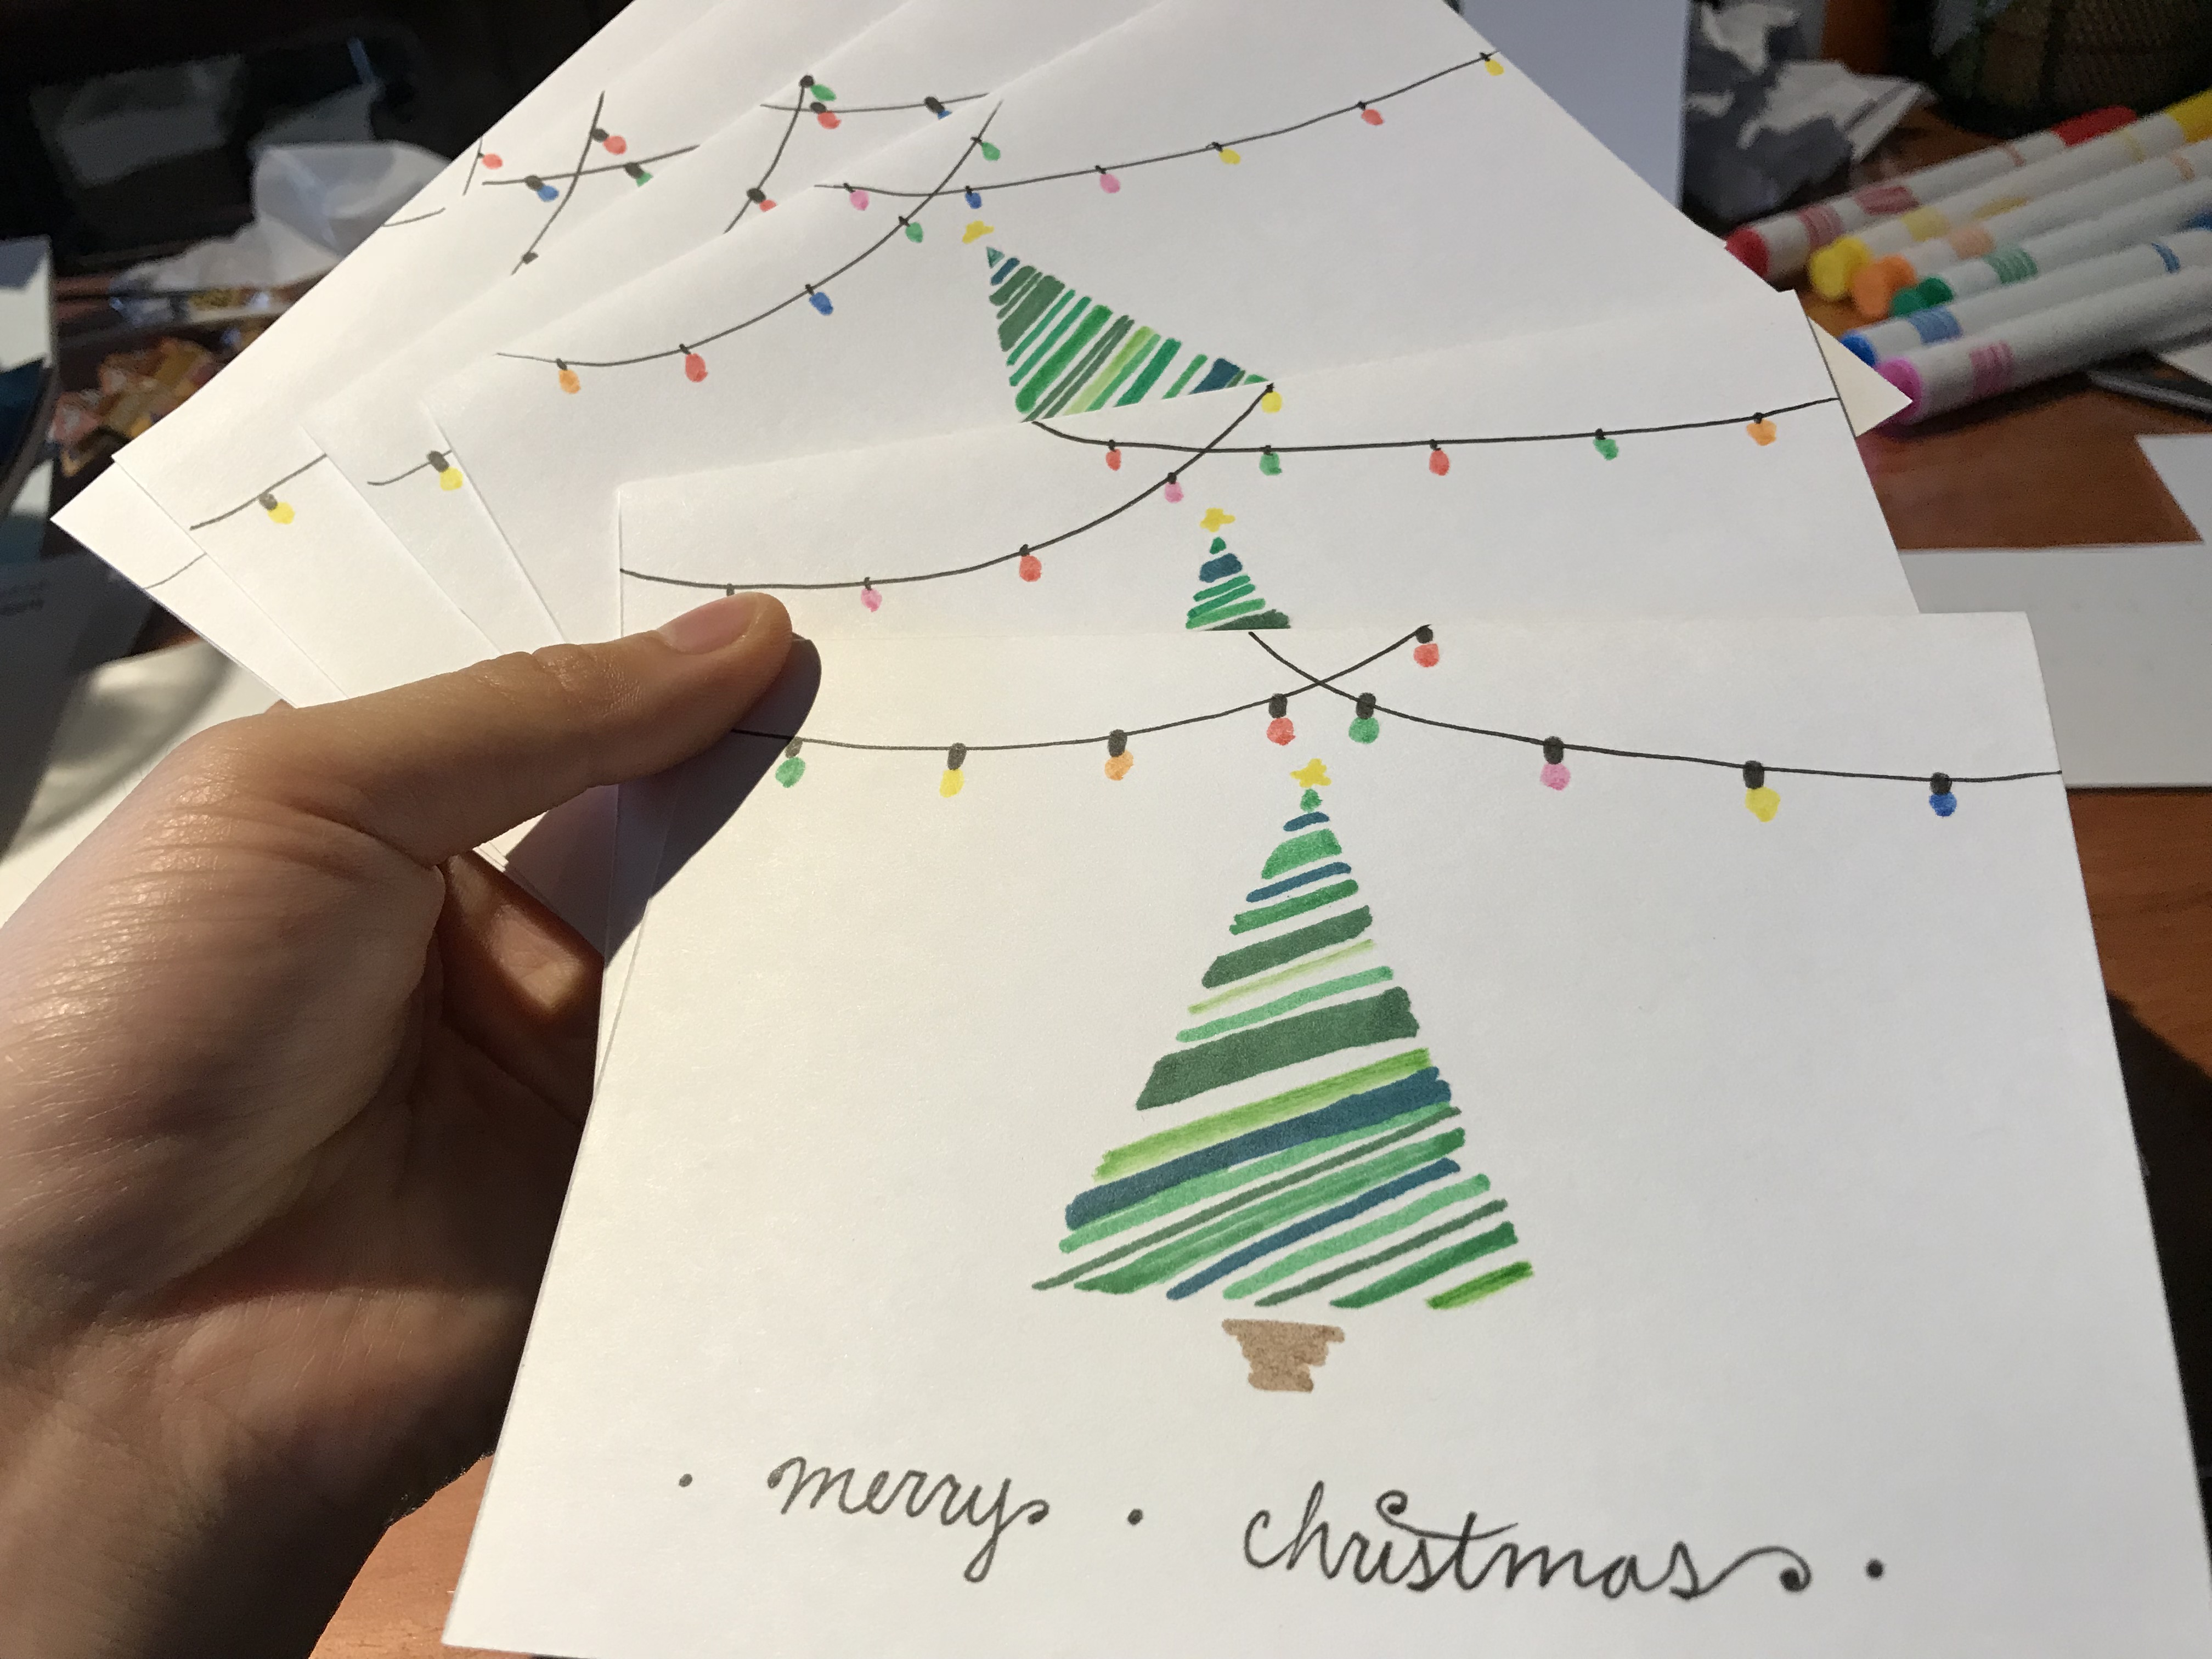 • merry • christmas •